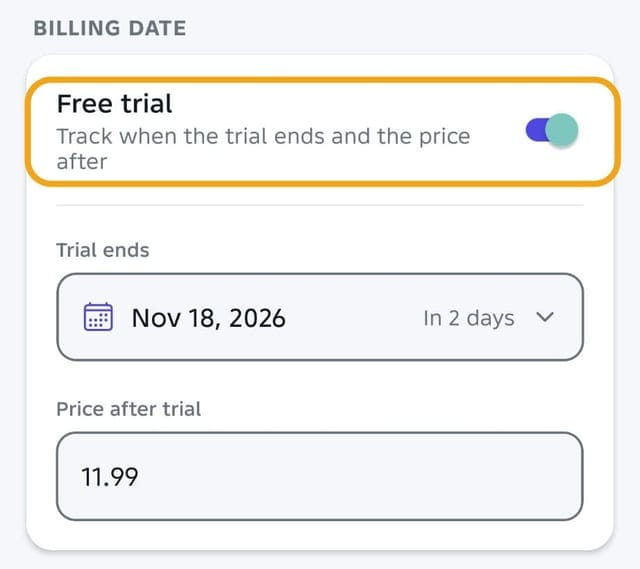 BILLING DATE
Free trial
Track when the trial ends and the price
after
Trial ends
Nov 18, 2026
In 2 days
Price after trial
11.99